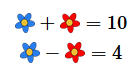 + = 10
− = 4